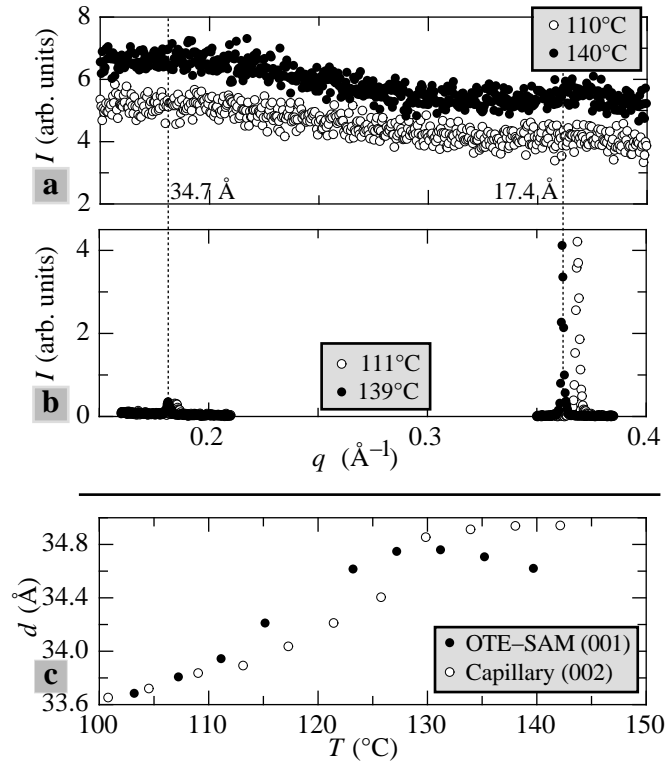 8
6
4
2
I (arb. units)
○ 110°C
● 140°C
a
34.7 Å
17.4 Å
4
2
0
I (arb. units)
○ 111°C
● 139°C
b
0.2
0.3
0.4
q (Å⁻¹)
34.8
34.4
34.0
33.6
d (Å)
● OTE–SAM (001)
○ Capillary (002)
c
100
110
120
130
140
150
T (°C)